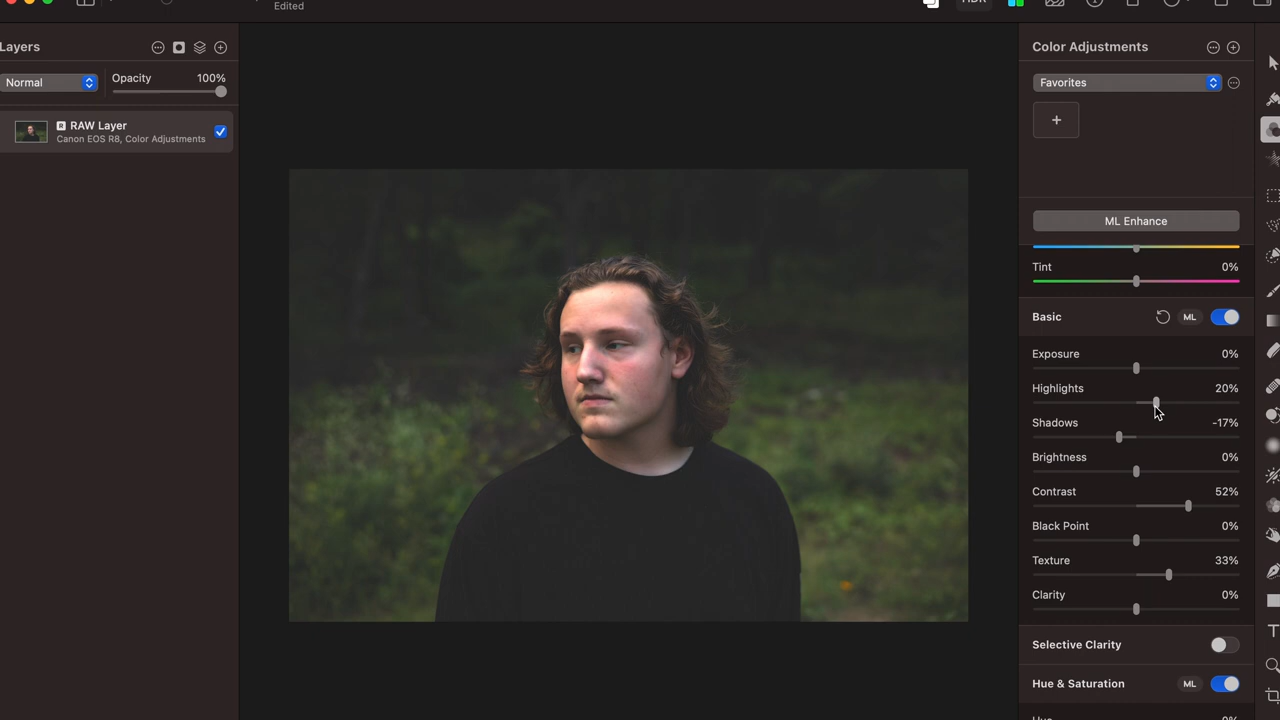 Edited
HDR
Layers
Normal
Opacity 100%
RAW Layer
Canon EOS R8, Color Adjustments
Color Adjustments
Favorites
+
ML Enhance
Tint 0%
Basic ML
Exposure 0%
Highlights 20%
Shadows -17%
Brightness 0%
Contrast 52%
Black Point 0%
Texture 33%
Clarity 0%
Selective Clarity
Hue & Saturation ML
Hue 0%